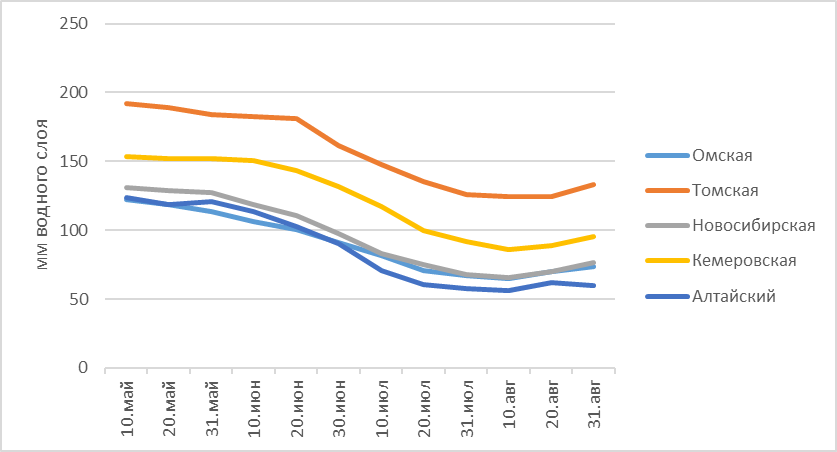 250
200
150
100
50
0
мм водного слоя
10.май
20.май
31.май
10.июн
20.июн
30.июн
10.июл
20.июл
31.июл
10.авг
20.авг
31.авг
Омская
Томская
Новосибирская
Кемеровская
Алтайский